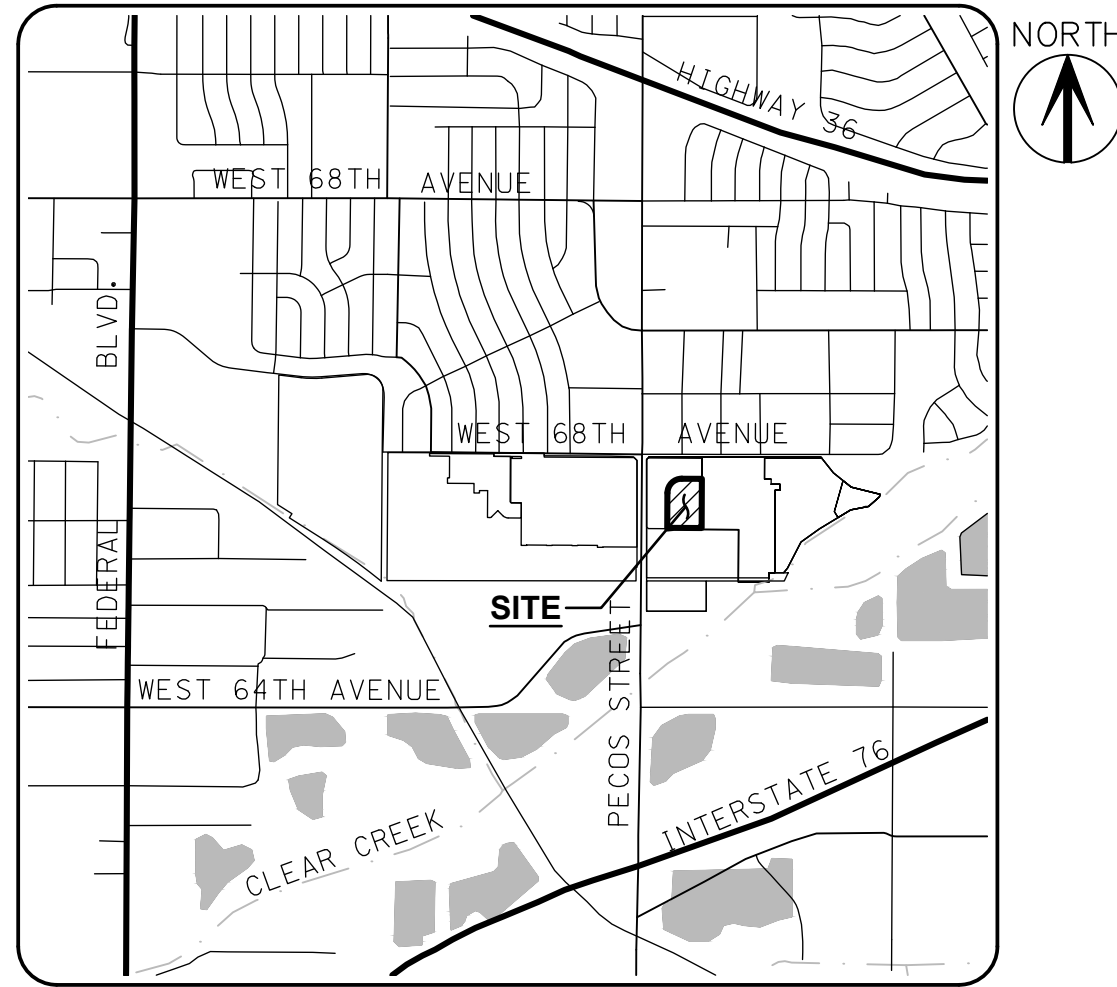 NORTH
HIGHWAY 36
WEST 68TH AVENUE
FEDERAL BLVD.
WEST 68TH AVENUE
SITE
PECOS STREET
WEST 64TH AVENUE
INTERSTATE 76
CLEAR CREEK